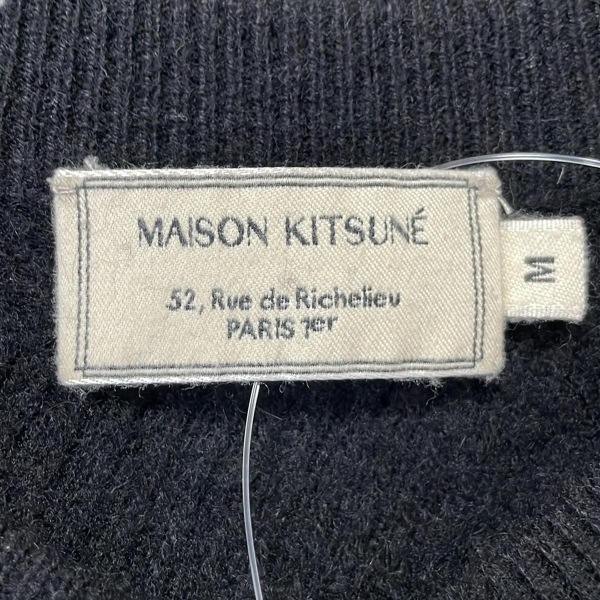 MAISON KITSUNÉ
52, Rue de Richelieu
PARIS 1er
M